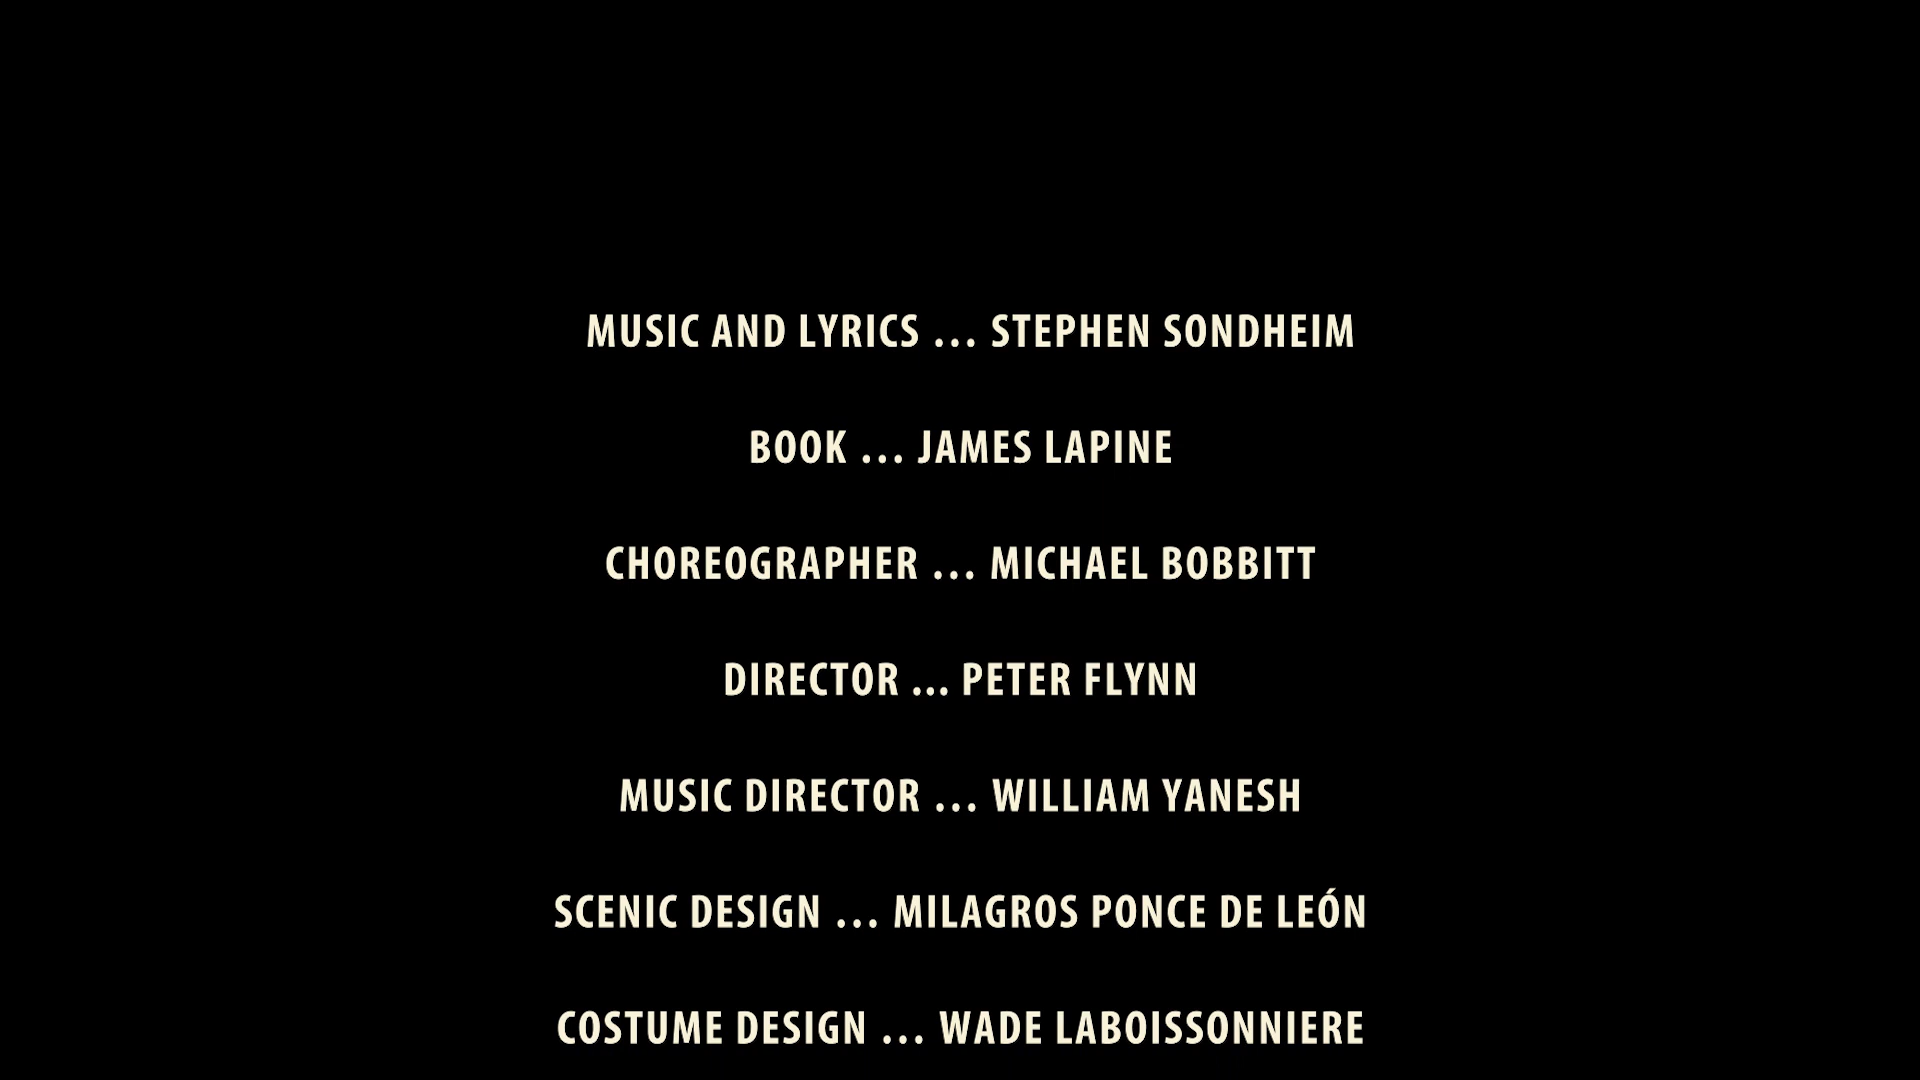 MUSIC AND LYRICS … STEPHEN SONDHEIM
BOOK … JAMES LAPINE
CHOREOGRAPHER … MICHAEL BOBBITT
DIRECTOR ... PETER FLYNN
MUSIC DIRECTOR … WILLIAM YANESH
SCENIC DESIGN … MILAGROS PONCE DE LEÓN
COSTUME DESIGN … WADE LABOISSONNIERE